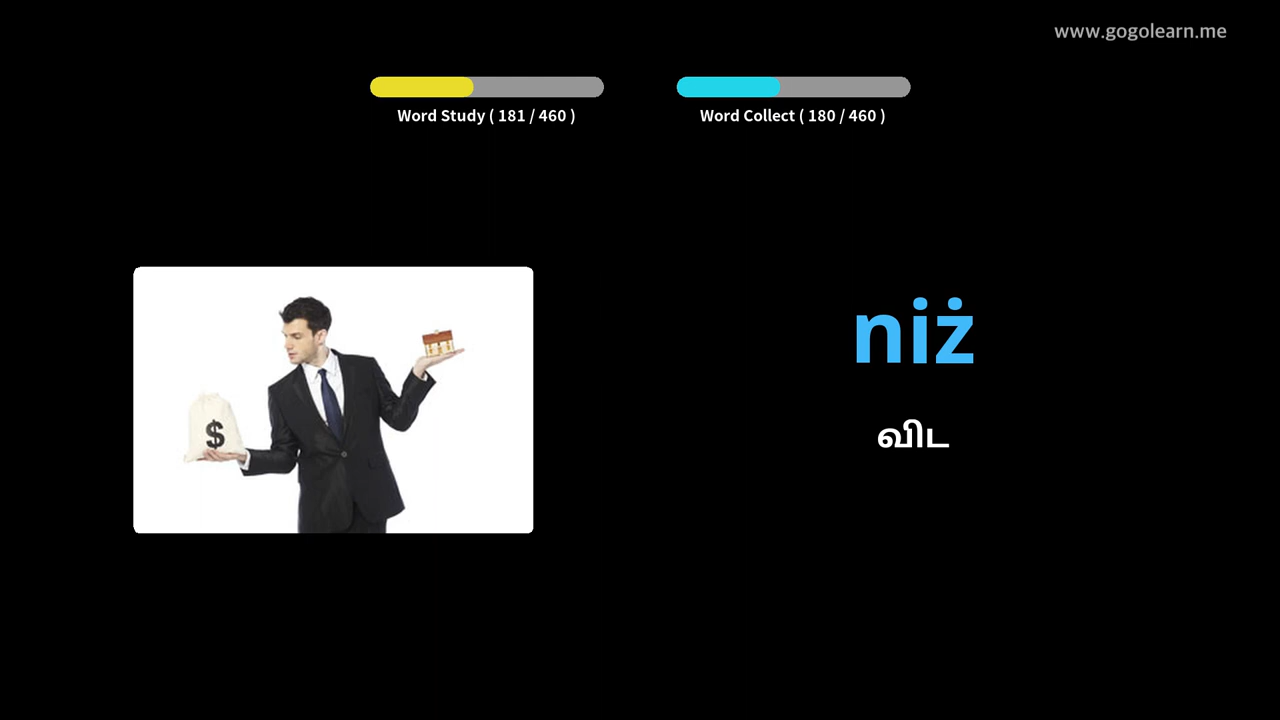 www.gogolearn.me
Word Study ( 181 / 460 )
Word Collect ( 180 / 460 )
$
niż
விட